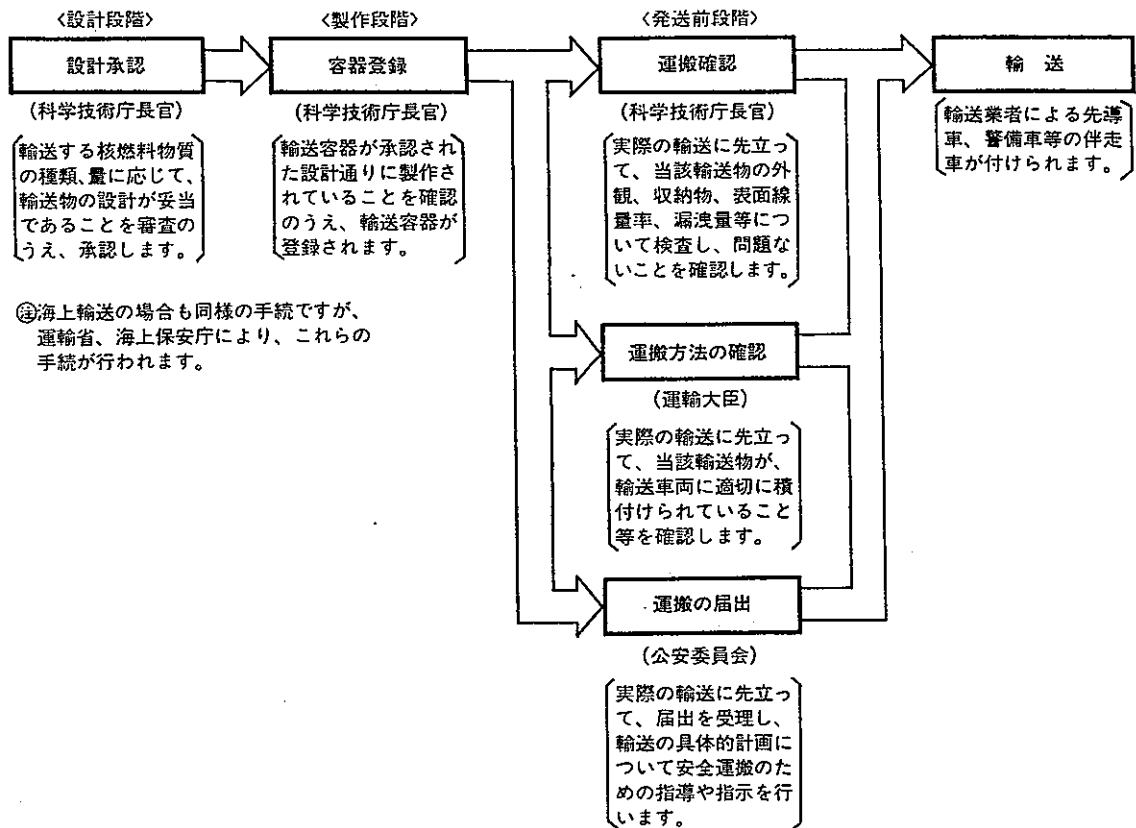 〈設計段階〉
設計承認
(科学技術庁長官)
輸送する核燃料物質
の種類、量に応じて、
輸送物の設計が妥当
であることを審査の
うえ、承認します。
〈製作段階〉
容器登録
(科学技術庁長官)
輸送容器が承認され
た設計通りに製作さ
れていることを確認
のうえ、輸送容器が
登録されます。
〈発送前段階〉
運搬確認
(科学技術庁長官)
実際の輸送に先立っ
て、当該輸送物の外
観、収納物、表面線
量率、漏洩量等につ
いて検査し、問題な
いことを確認します。
運搬方法の確認
(運輸大臣)
実際の輸送に先立っ
て、当該輸送物が、
輸送車両に適切に積
付けられていること
等を確認します。
運搬の届出
(公安委員会)
実際の輸送に先立っ
て、届出を受理し、
輸送の具体的計画に
ついて安全運搬のた
めの指導や指示を行
います。
輸 送
輸送業者による先導
車、警備車等の伴走
車が付けられます。
㊟海上輸送の場合も同様の手続ですが、
運輸省、海上保安庁により、これらの
手続が行われます。